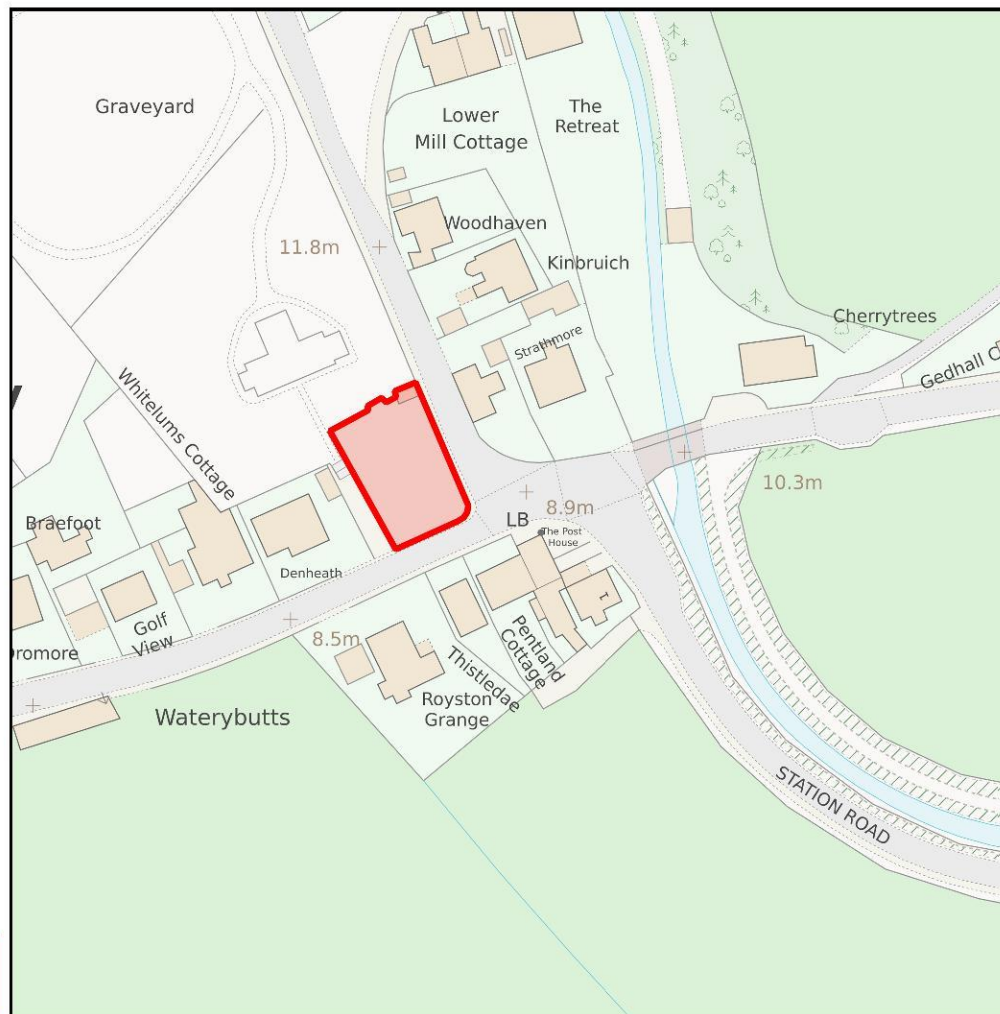 Graveyard
Lower
Mill Cottage
The
Retreat
Woodhaven
11.8m
Kinbruich
Cherrytrees
Strathmore
Gedhall C
Whitelums Cottage
10.3m
8.9m
LB
The Post
House
Braefoot
Denheath
Golf
View
8.5m
Pentland
Cottage
Thistledae
Royston
Grange
Waterybutts
STATION ROAD